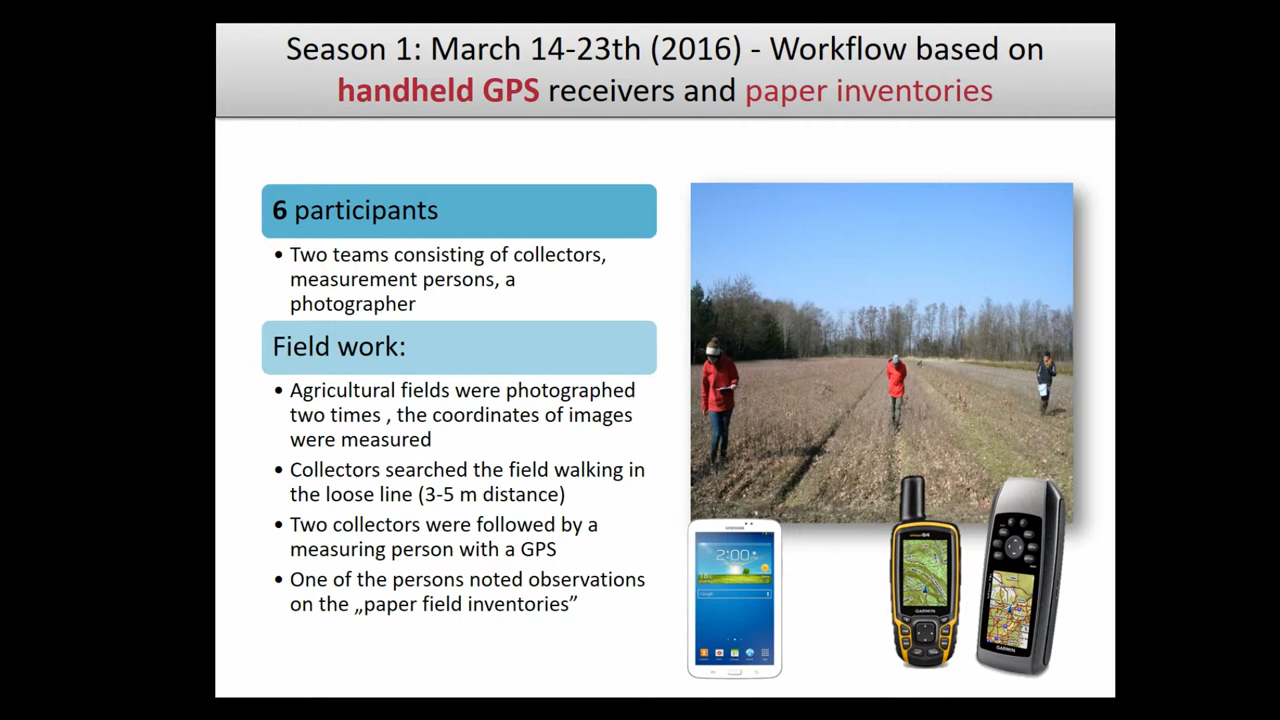 Season 1: March 14-23th (2016) - Workflow based on
handheld GPS receivers and paper inventories
6 participants
• Two teams consisting of collectors,
measurement persons, a
photographer
Field work:
• Agricultural fields were photographed
two times , the coordinates of images
were measured
• Collectors searched the field walking in
the loose line (3-5 m distance)
• Two collectors were followed by a
measuring person with a GPS
• One of the persons noted observations
on the „paper field inventories”
SAMSUNG
2:00
Google
64
GARMIN
GARMIN